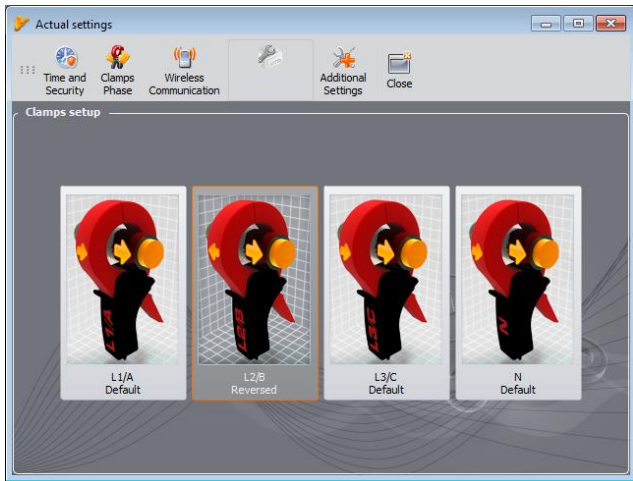 Actual settings
Time and
Security
Clamps
Phase
Wireless
Communication
Additional
Settings
Close
Clamps setup
L1/A
L2/B
L3/C
N
L1/A
Default
L2/B
Reversed
L3/C
Default
N
Default